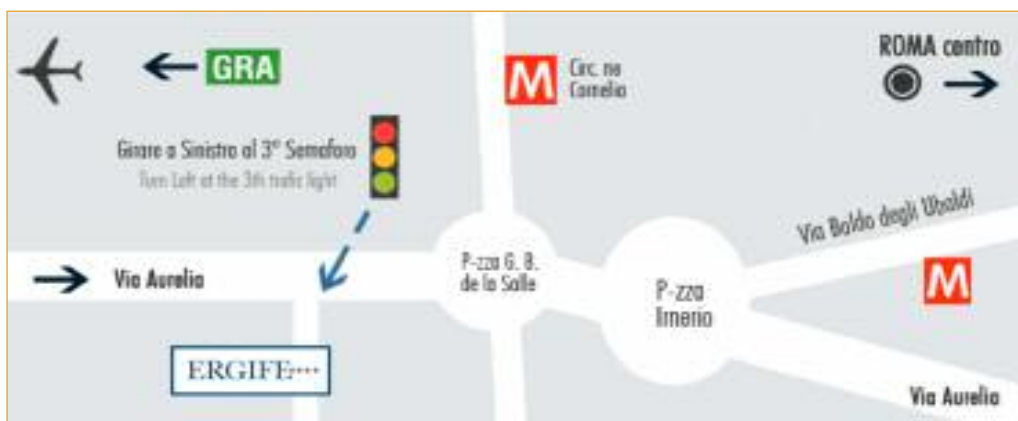 GRA
M
Circ. ne
Cornelia
ROMA centro
Girare a Sinistra al 3° Semaforo
Turn Left at the 3th trafic light
Via Baldo degli Ubaldi
Via Aurelia
P-zza G. B.
de la Salle
P-zza
Irnerio
M
ERGIFE
Via Aurelia